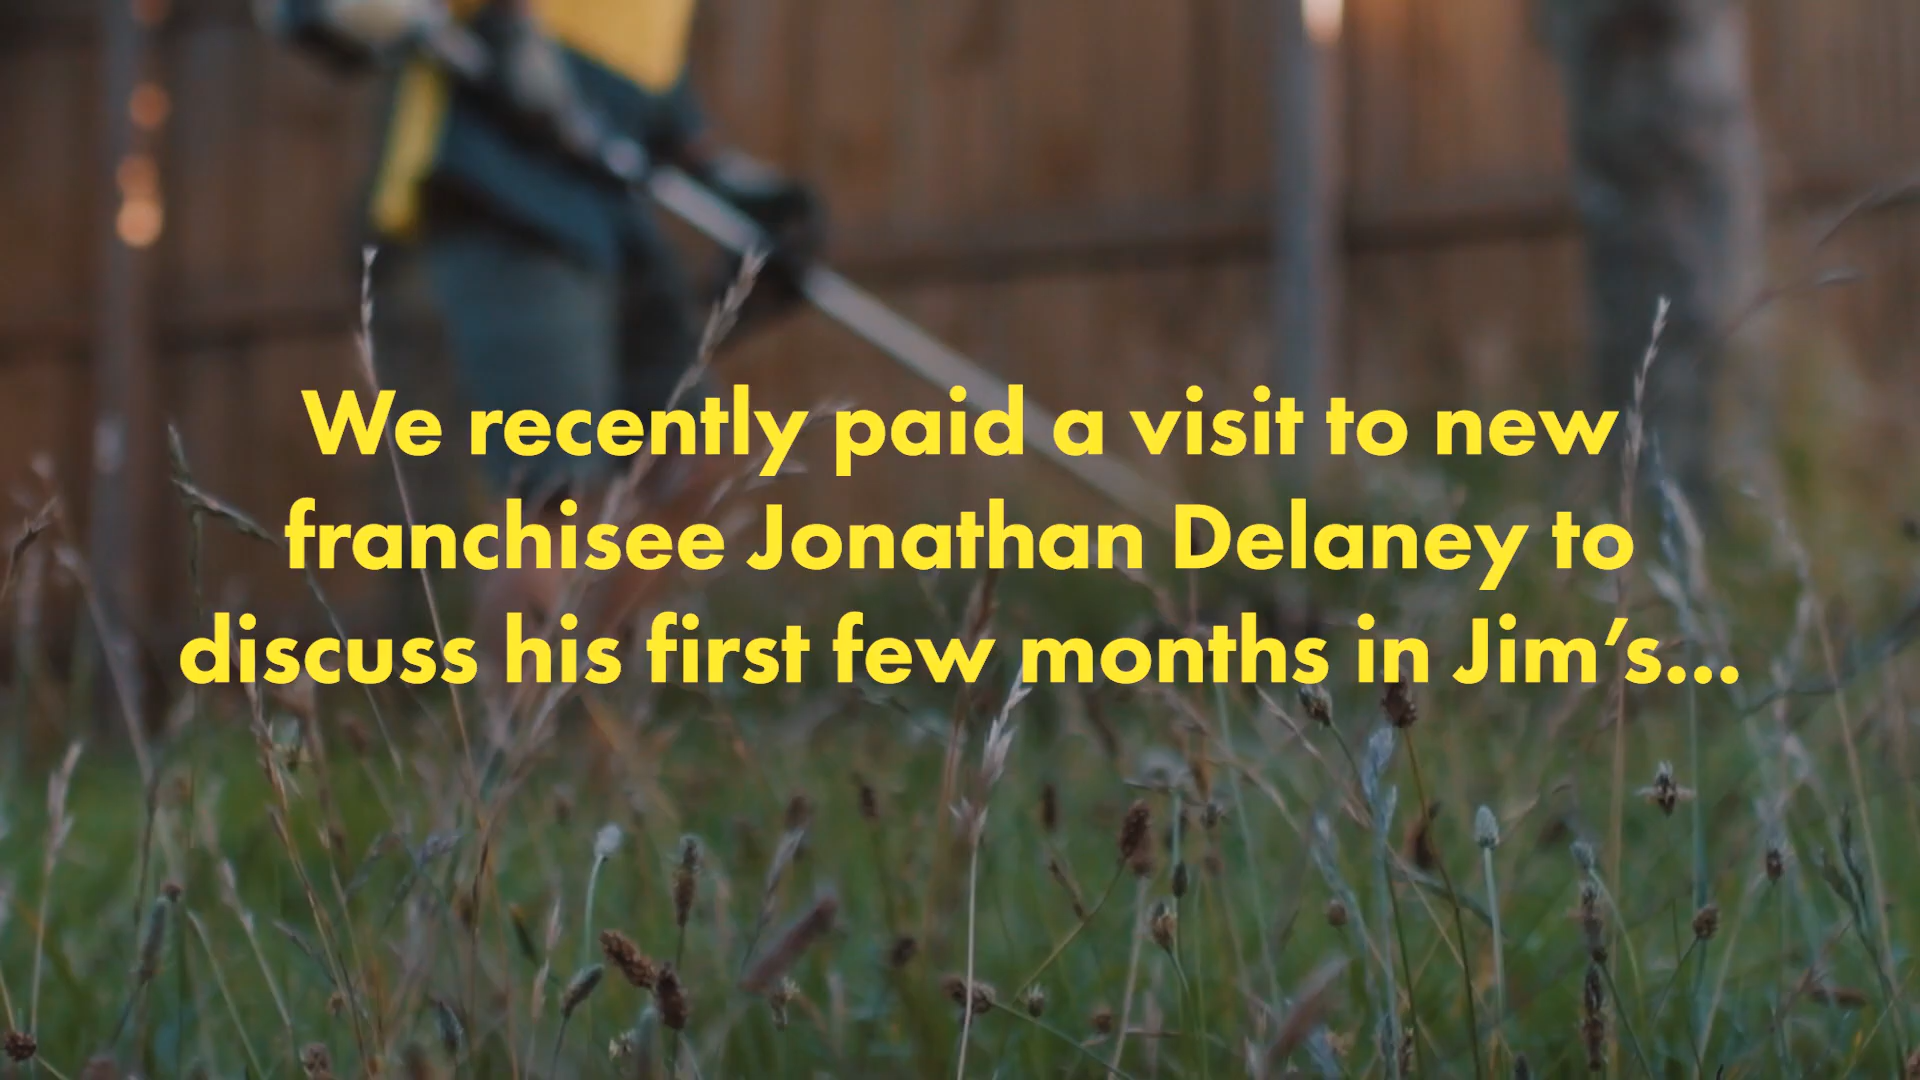 We recently paid a visit to new
franchisee Jonathan Delaney to
discuss his first few months in Jim’s...